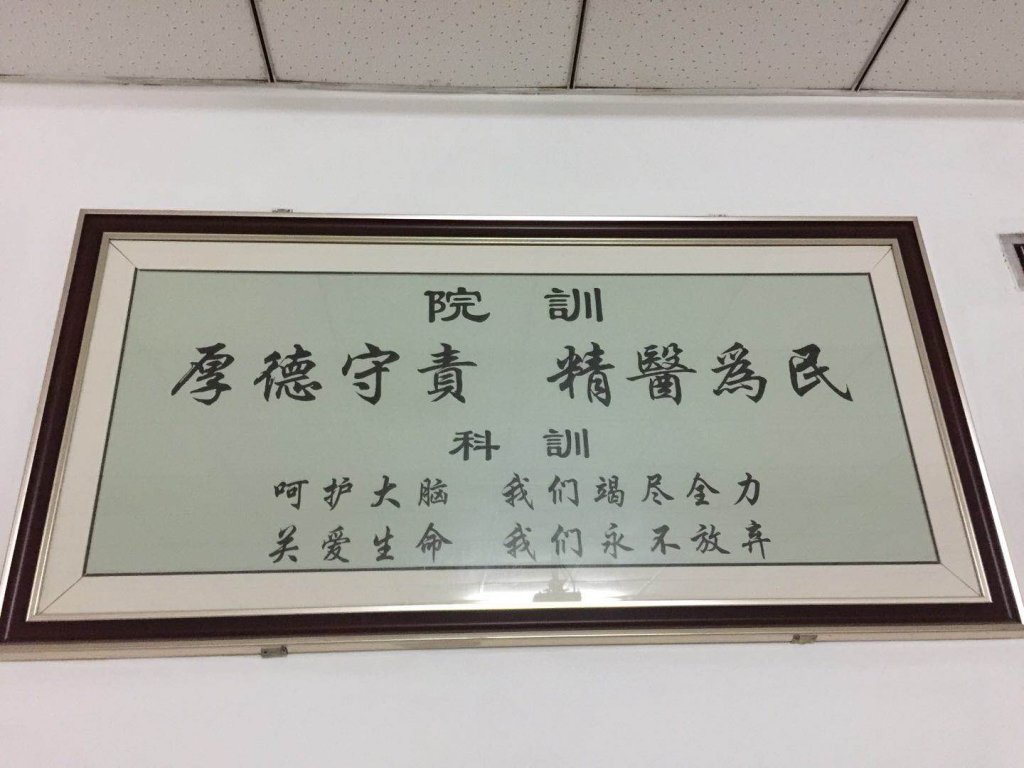 院 訓
厚德守責 精醫為民
科 訓
呵护大脑 我们竭尽全力
关爱生命 我们永不放弃